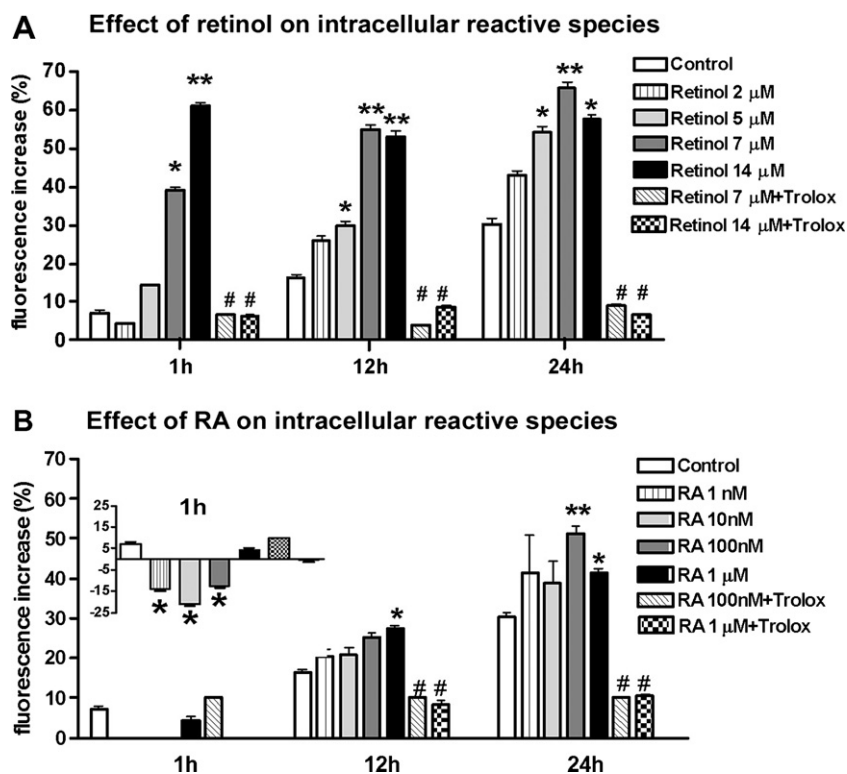 A Effect of retinol on intracellular reactive species
fluorescence increase (%)
70
60
50
40
30
20
10
0
** * ** ** * ** * *
# # # # # #
1h 12h 24h
Control
Retinol 2 μM
Retinol 5 μM
Retinol 7 μM
Retinol 14 μM
Retinol 7 μM+Trolox
Retinol 14 μM+Trolox
B Effect of RA on intracellular reactive species
fluorescence increase (%)
70
60
50
40
30
20
10
0
1h
25
15
5
-5
-15
-25
* * *
* ** *
# # # #
1h 12h 24h
Control
RA 1 nM
RA 10nM
RA 100nM
RA 1 μM
RA 100nM+Trolox
RA 1 μM+Trolox